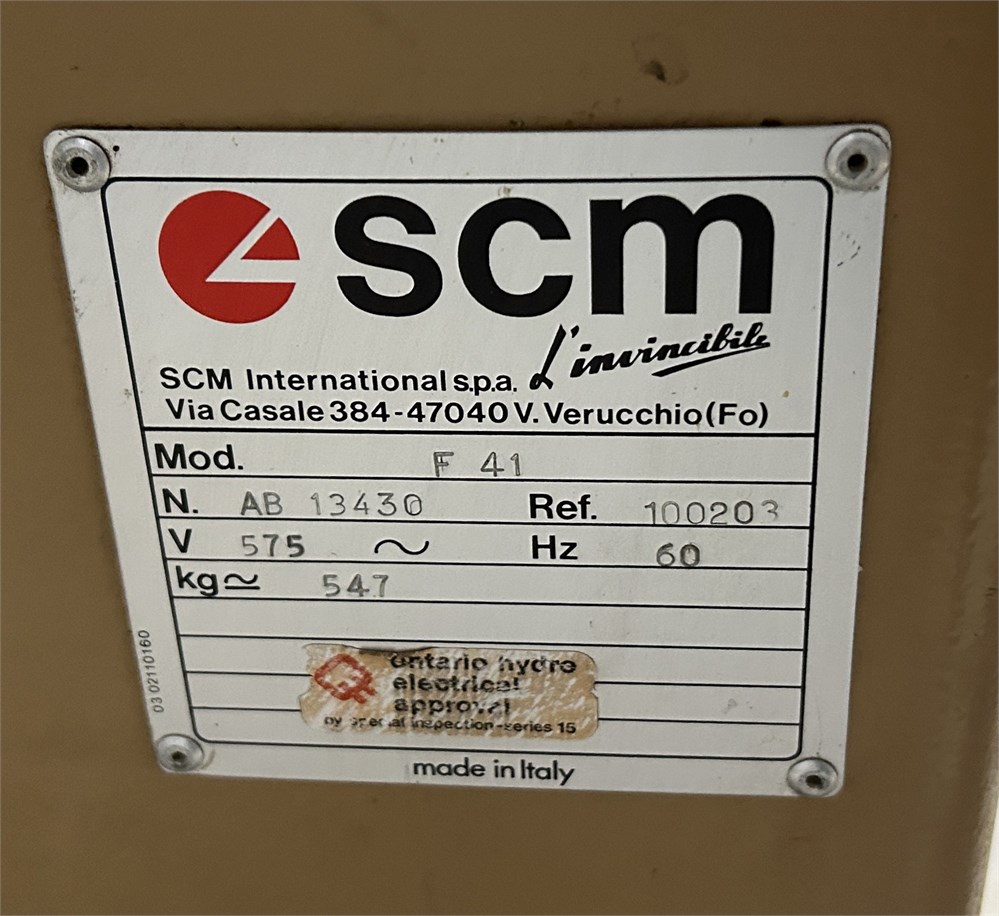 scm
L'invincibile
SCM International s.p.a.
Via Casale 384-47040 V. Verucchio (Fo)
Mod. F 41
N. AB 13430 Ref. 100203
V 575 ~ Hz 60
kg≃ 547
ontario hydro
electrical
approval
by special inspection-series 15
03 02110160
made in Italy